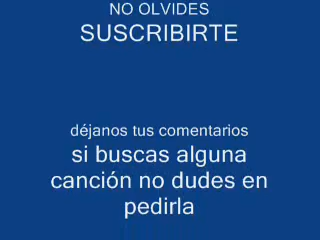 NO OLVIDES
SUSCRIBIRTE
déjanos tus comentarios
si buscas alguna
canción no dudes en
pedirla